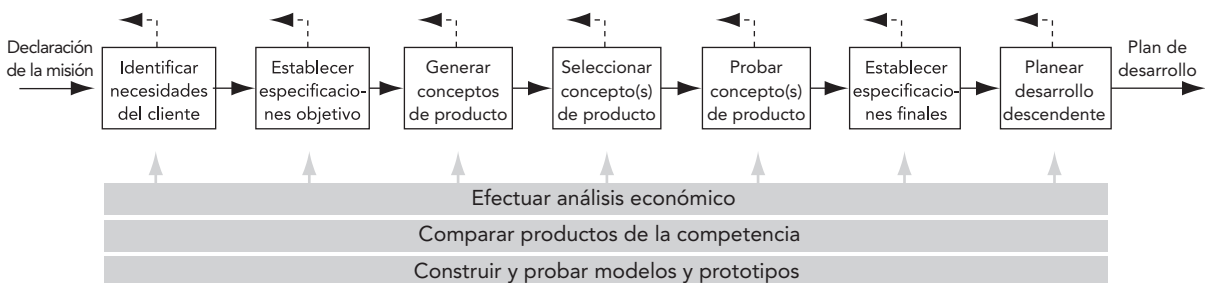 Declaración
de la misión
Identificar
necesidades
del cliente
Establecer
especificacio-
nes objetivo
Generar
conceptos
de producto
Seleccionar
concepto(s)
de producto
Probar
concepto(s)
de producto
Establecer
especificacio-
nes finales
Planear
desarrollo
descendente
Plan de
desarrollo
Efectuar análisis económico
Comparar productos de la competencia
Construir y probar modelos y prototipos